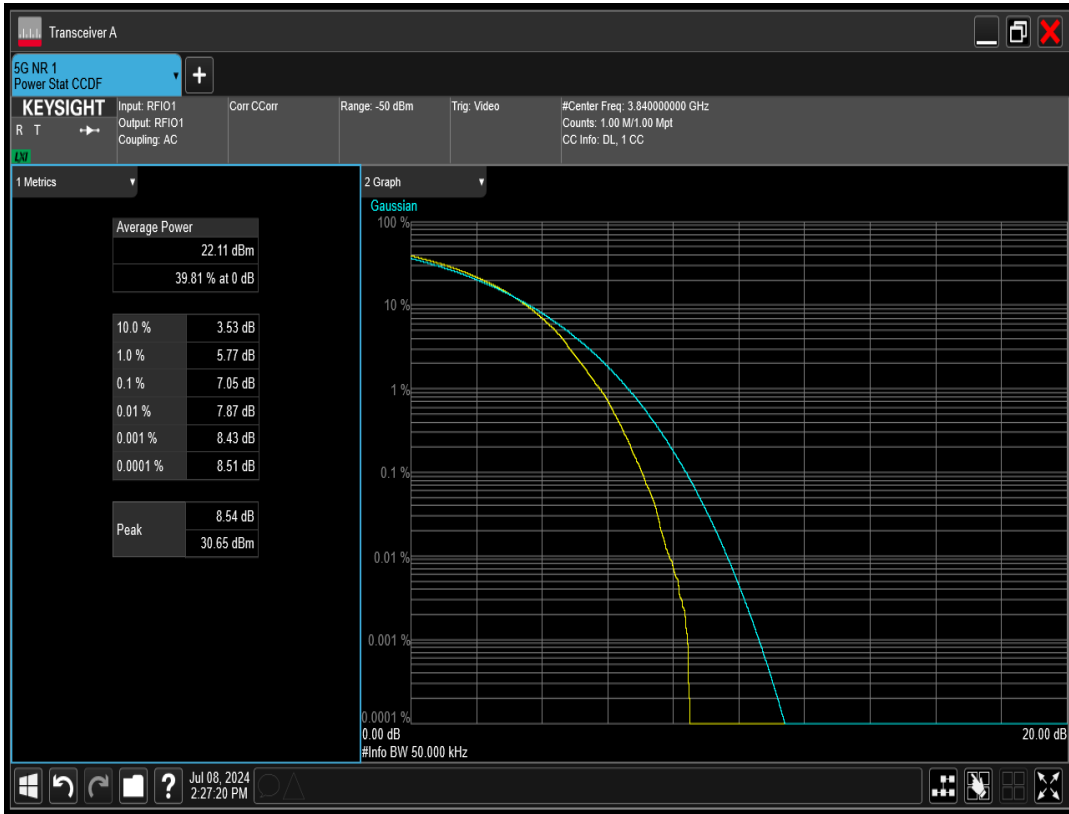 Transceiver A
5G NR 1
Power Stat CCDF
+
KEYSIGHT
R T
LXI
Input: RFIO1
Output: RFIO1
Coupling: AC
Corr CCorr
Range: -50 dBm
Trig: Video
#Center Freq: 3.840000000 GHz
Counts: 1.00 M/1.00 Mpt
CC Info: DL, 1 CC
1 Metrics
Average Power
22.11 dBm
39.81 % at 0 dB
10.0 % 3.53 dB
1.0 % 5.77 dB
0.1 % 7.05 dB
0.01 % 7.87 dB
0.001 % 8.43 dB
0.0001 % 8.51 dB
Peak
8.54 dB
30.65 dBm
2 Graph
Gaussian
100 %
10 %
1 %
0.1 %
0.01 %
0.001 %
0.0001 %
0.00 dB 20.00 dB
#Info BW 50.000 kHz
?
Jul 08, 2024
2:27:20 PM